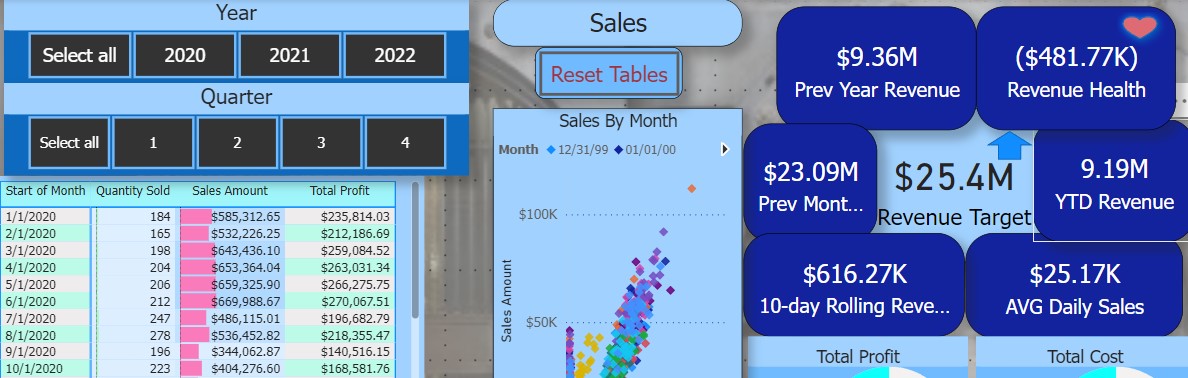 Year
Select all 2020 2021 2022
Quarter
Select all 1 2 3 4
Start of Month Quantity Sold Sales Amount Total Profit
1/1/2020 184 $585,312.65 $235,814.03
2/1/2020 165 $532,226.25 $212,186.69
3/1/2020 198 $643,436.10 $259,084.52
4/1/2020 204 $653,364.04 $263,031.34
5/1/2020 206 $659,325.90 $266,275.75
6/1/2020 212 $669,988.67 $270,067.51
7/1/2020 247 $486,115.01 $196,682.79
8/1/2020 278 $536,452.82 $218,355.47
9/1/2020 196 $344,062.87 $140,516.15
10/1/2020 223 $404,276.60 $168,581.76
Sales
Reset Tables
Sales By Month
Month 12/31/99 01/01/00
$100K
$50K
Sales Amount
$9.36M
Prev Year Revenue
($481.77K)
Revenue Health
$23.09M
Prev Mont...
$25.4M
Revenue Target
9.19M
YTD Revenue
$616.27K
10-day Rolling Reve...
$25.17K
AVG Daily Sales
Total Profit
Total Cost